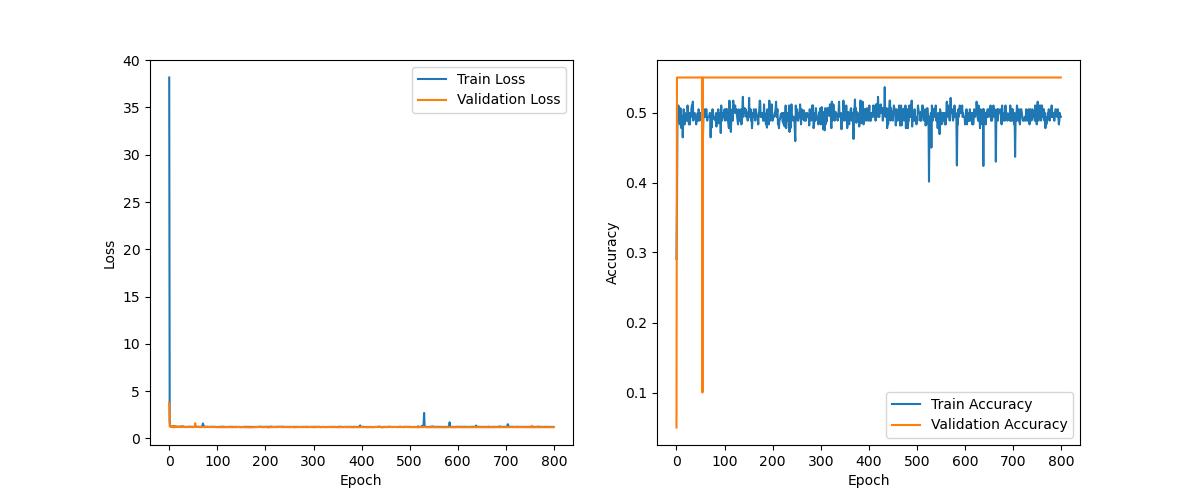 40
35
30
25
20
15
10
5
0
Loss
0 100 200 300 400 500 600 700 800
Epoch
Train Loss
Validation Loss
0.5
0.4
0.3
0.2
0.1
Accuracy
0 100 200 300 400 500 600 700 800
Epoch
Train Accuracy
Validation Accuracy